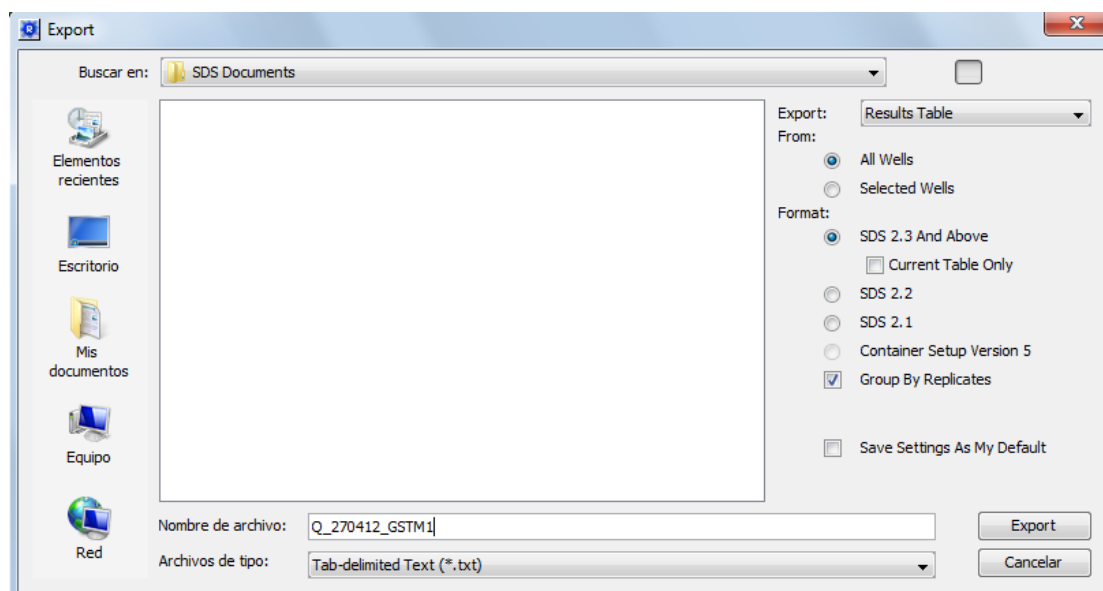 Export
Buscar en:
SDS Documents
Elementos
recientes
Escritorio
Mis
documentos
Equipo
Red
Export:
Results Table
From:
All Wells
Selected Wells
Format:
SDS 2.3 And Above
Current Table Only
SDS 2.2
SDS 2.1
Container Setup Version 5
Group By Replicates
Save Settings As My Default
Nombre de archivo:
Q_270412_GSTM1
Export
Archivos de tipo:
Tab-delimited Text (*.txt)
Cancelar